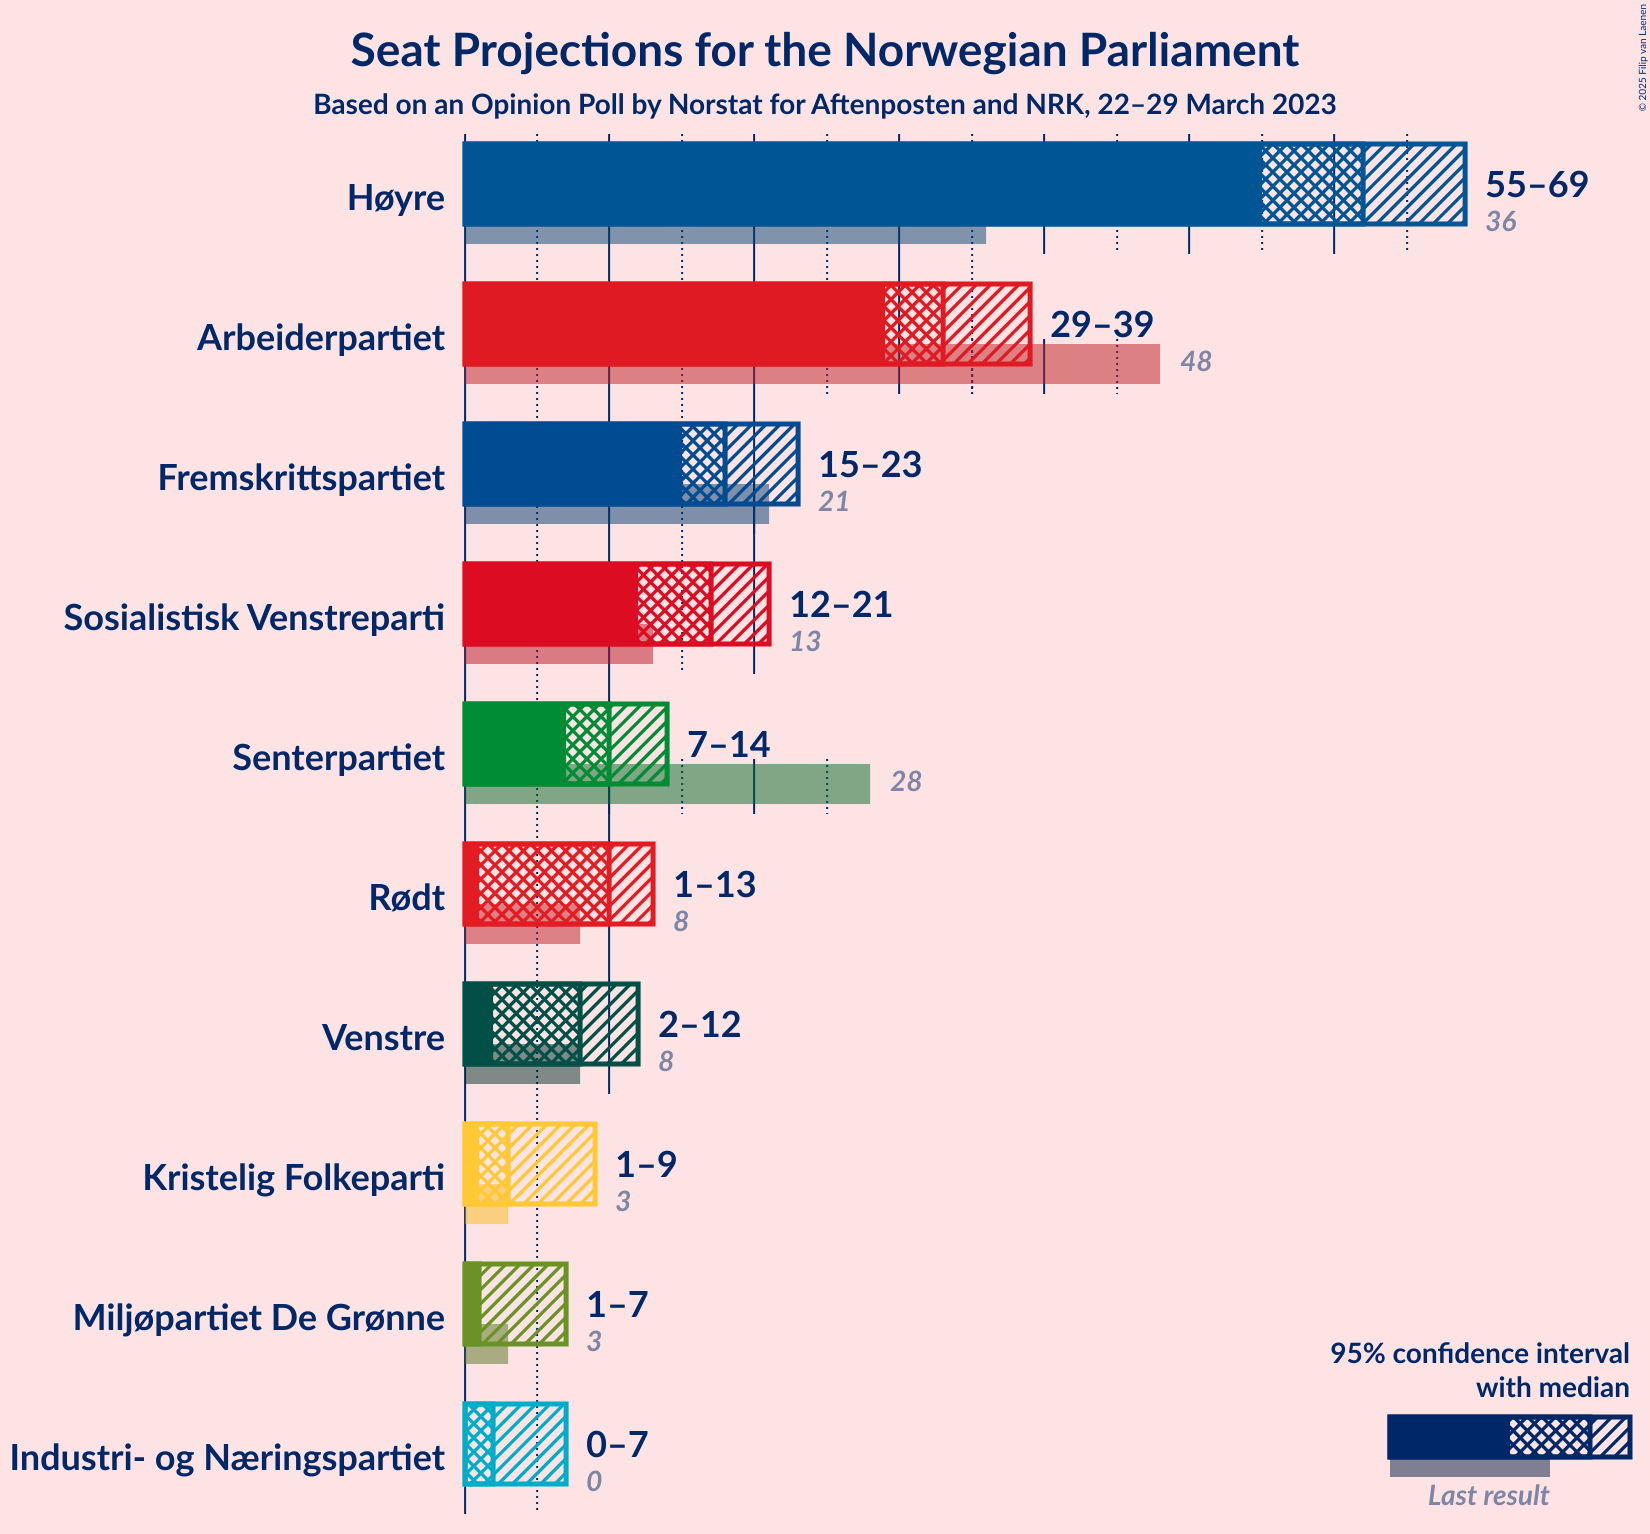 Seat Projections for the Norwegian Parliament
Based on an Opinion Poll by Norstat for Aftenposten and NRK, 22–29 March 2023
© 2025 Filip van Laenen
Høyre
55–69
36
Arbeiderpartiet
29–39
48
Fremskrittspartiet
15–23
21
Sosialistisk Venstreparti
12–21
13
Senterpartiet
7–14
28
Rødt
1–13
8
Venstre
2–12
8
Kristelig Folkeparti
1–9
3
Miljøpartiet De Grønne
1–7
3
Industri- og Næringspartiet
0–7
0
95% confidence interval
with median
Last result